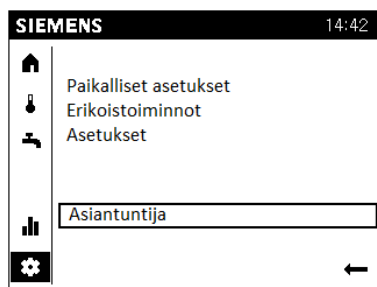 SIEMENS 14:42
Paikalliset asetukset
Erikoistoiminnot
Asetukset
Asiantuntija